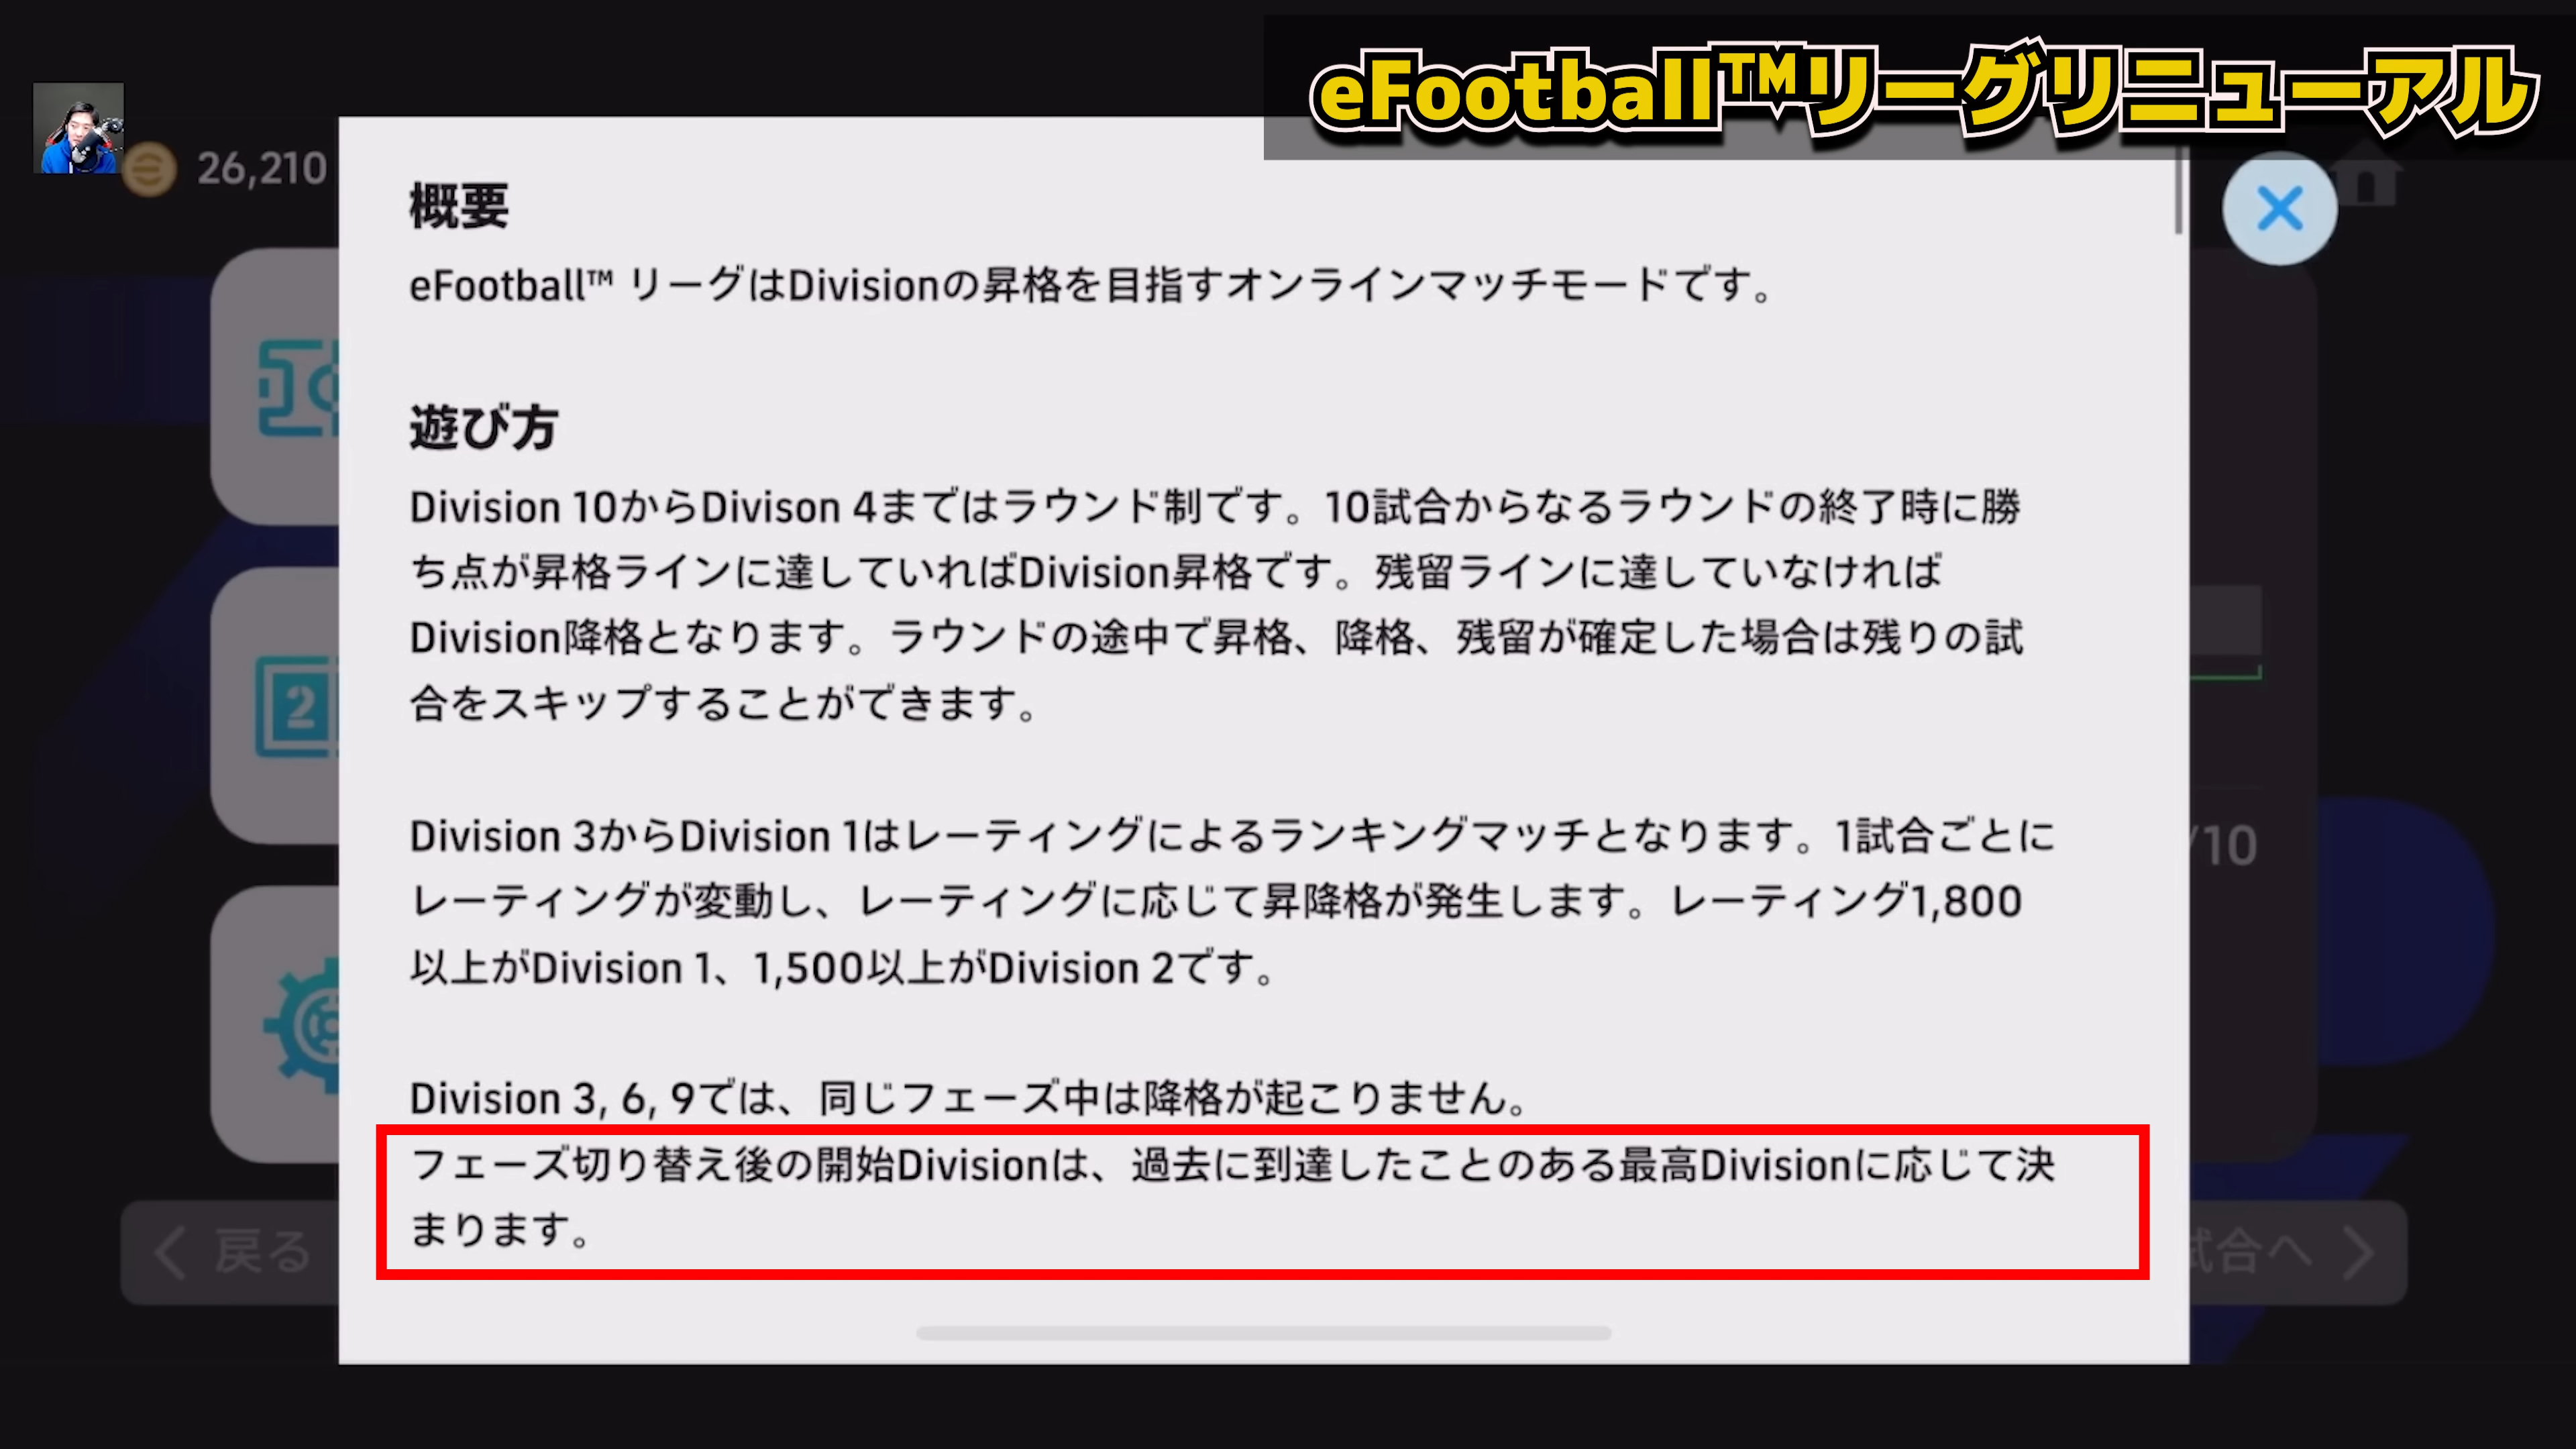 eFootball™リーグリニューアル
26,210
概要
eFootball™ リーグはDivisionの昇格を目指すオンラインマッチモードです。
遊び方
Division 10からDivison 4まではラウンド制です。10試合からなるラウンドの終了時に勝
ち点が昇格ラインに達していればDivision昇格です。残留ラインに達していなければ
Division降格となります。ラウンドの途中で昇格、降格、残留が確定した場合は残りの試
合をスキップすることができます。
2
Division 3からDivision 1はレーティングによるランキングマッチとなります。1試合ごとに
レーティングが変動し、レーティングに応じて昇降格が発生します。レーティング1,800
以上がDivision 1、1,500以上がDivision 2です。
/10
Division 3, 6, 9では、同じフェーズ中は降格が起こりません。
フェーズ切り替え後の開始Divisionは、過去に到達したことのある最高Divisionに応じて決
まります。
戻る
試合へ